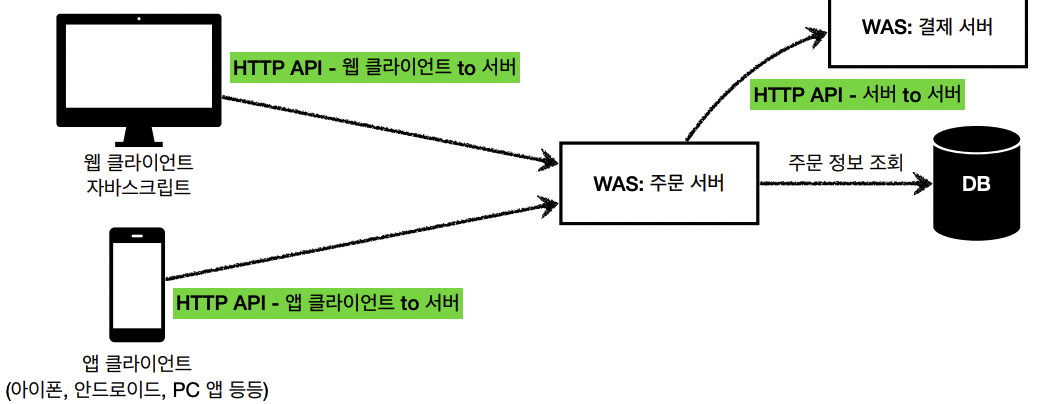 WAS: 결제 서버
HTTP API - 웹 클라이언트 to 서버
HTTP API - 서버 to 서버
웹 클라이언트
자바스크립트
WAS: 주문 서버
주문 정보 조회
DB
HTTP API - 앱 클라이언트 to 서버
앱 클라이언트
(아이폰, 안드로이드, PC 앱 등등)